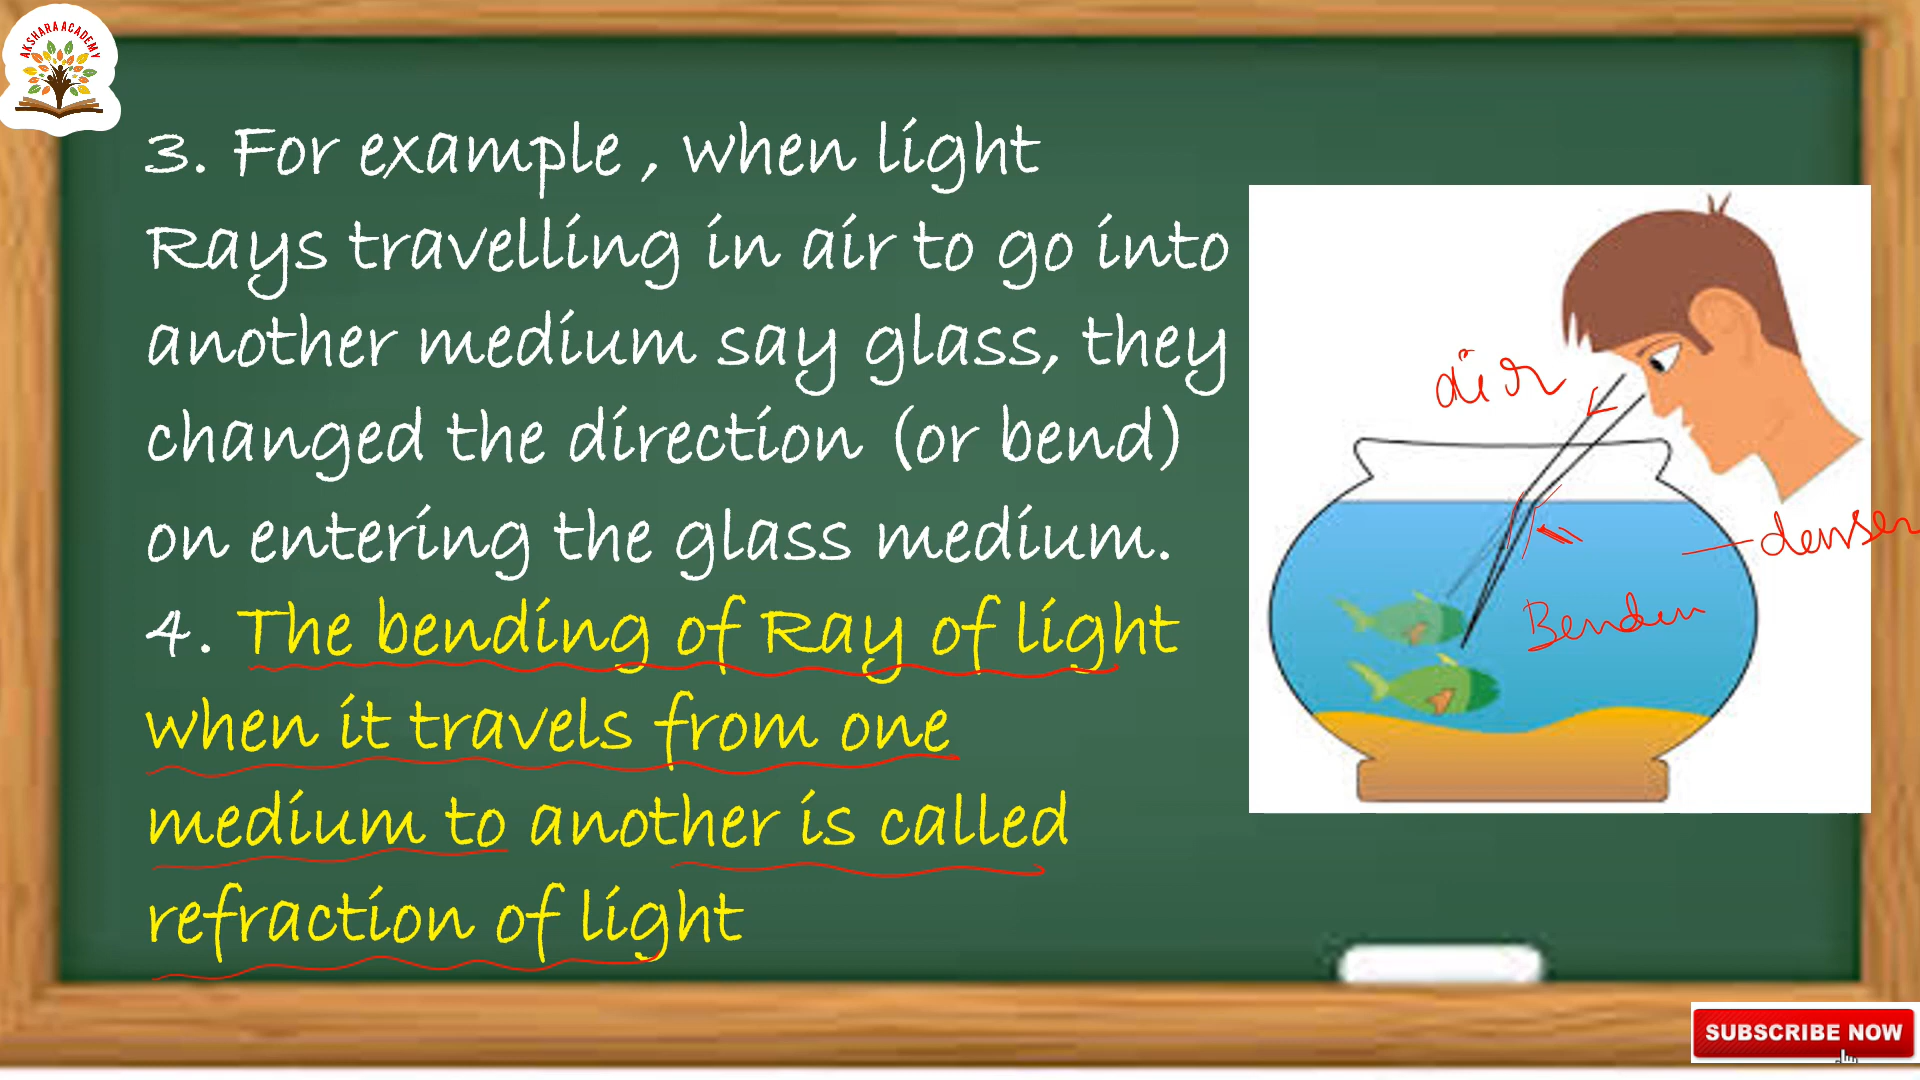 AKSHARA ACADEMY
3. For example , when light
Rays travelling in air to go into
another medium say glass, they
changed the direction (or bend)
on entering the glass medium.
4. The bending of Ray of light
when it travels from one
medium to another is called
refraction of light
air
denser
SUBSCRIBE NOW